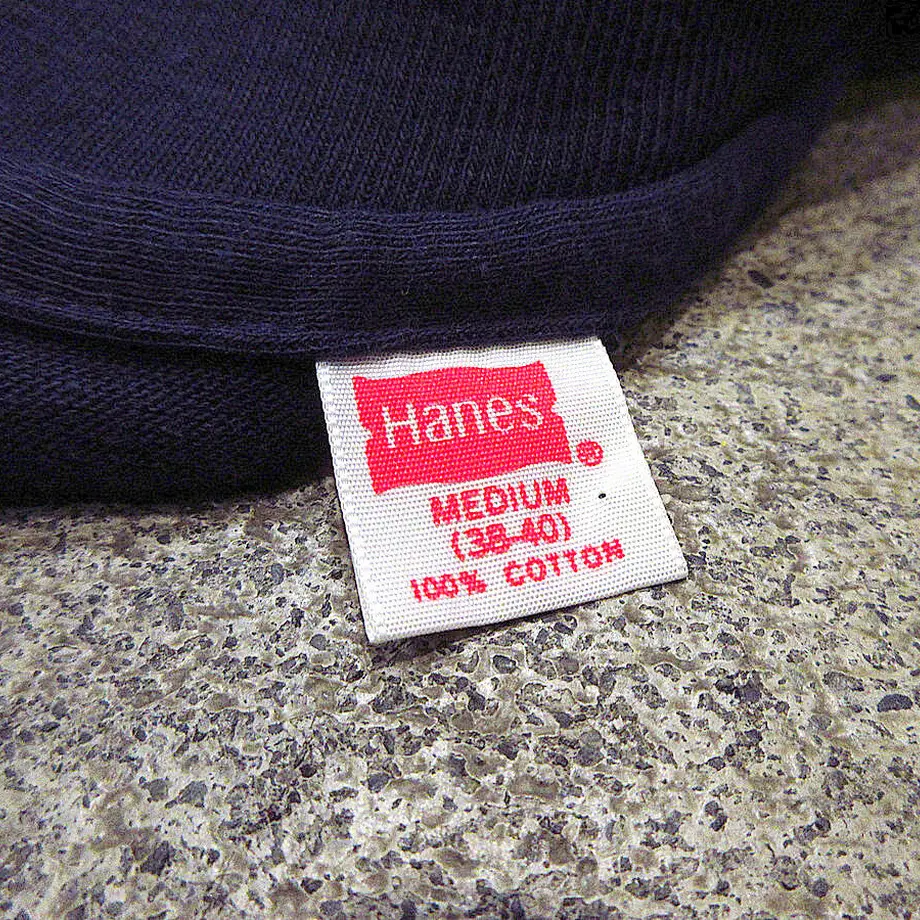 Hanes®
MEDIUM
(38-40)
100% COTTON